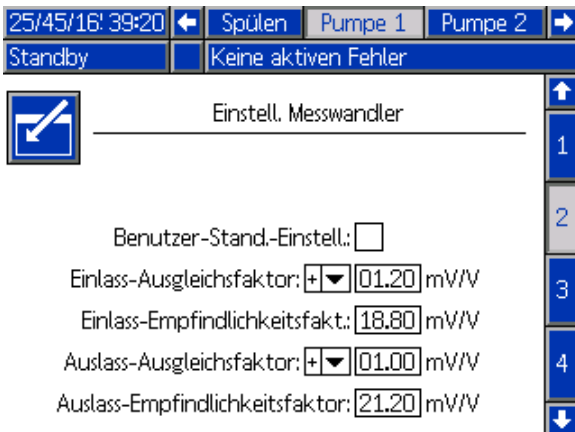 25/45/16' 39:20 Spülen Pumpe 1 Pumpe 2
Standby Keine aktiven Fehler
Einstell. Messwandler
1
2
3
4
Benutzer-Stand.-Einstell.:
Einlass-Ausgleichsfaktor: + 01.20 mV/V
Einlass-Empfindlichkeitsfakt.: 18.80 mV/V
Auslass-Ausgleichsfaktor: + 01.00 mV/V
Auslass-Empfindlichkeitsfaktor: 21.20 mV/V